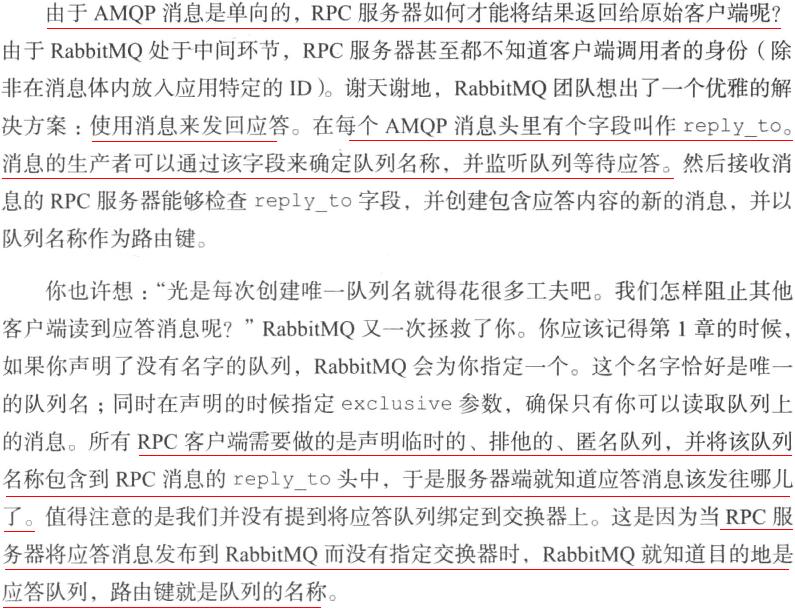 由于 AMQP 消息是单向的，RPC 服务器如何才能将结果返回给原始客户端呢？
由于 RabbitMQ 处于中间环节，RPC 服务器甚至都不知道客户端调用者的身份（除
非在消息体内放入应用特定的 ID）。谢天谢地，RabbitMQ 团队想出了一个优雅的解
决方案：使用消息来发回应答。在每个 AMQP 消息头里有个字段叫作 reply_to。
消息的生产者可以通过该字段来确定队列名称，并监听队列等待应答。然后接收消
息的 RPC 服务器能够检查 reply_to 字段，并创建包含应答内容的新的消息，并以
队列名称作为路由键。
你也许想：“光是每次创建唯一队列名就得花很多工夫吧。我们怎样阻止其他
客户端读到应答消息呢？”RabbitMQ 又一次拯救了你。你应该记得第 1 章的时候，
如果你声明了没有名字的队列，RabbitMQ 会为你指定一个。这个名字恰好是唯一
的队列名；同时在声明的时候指定 exclusive 参数，确保只有你可以读取队列上
的消息。所有 RPC 客户端需要做的是声明临时的、排他的、匿名队列，并将该队列
名称包含到 RPC 消息的 reply_to 头中，于是服务器端就知道应答消息该发往哪儿
了。值得注意的是我们并没有提到将应答队列绑定到交换器上。这是因为当 RPC 服
务器将应答消息发布到 RabbitMQ 而没有指定交换器时，RabbitMQ 就知道目的地是
应答队列，路由键就是队列的名称。